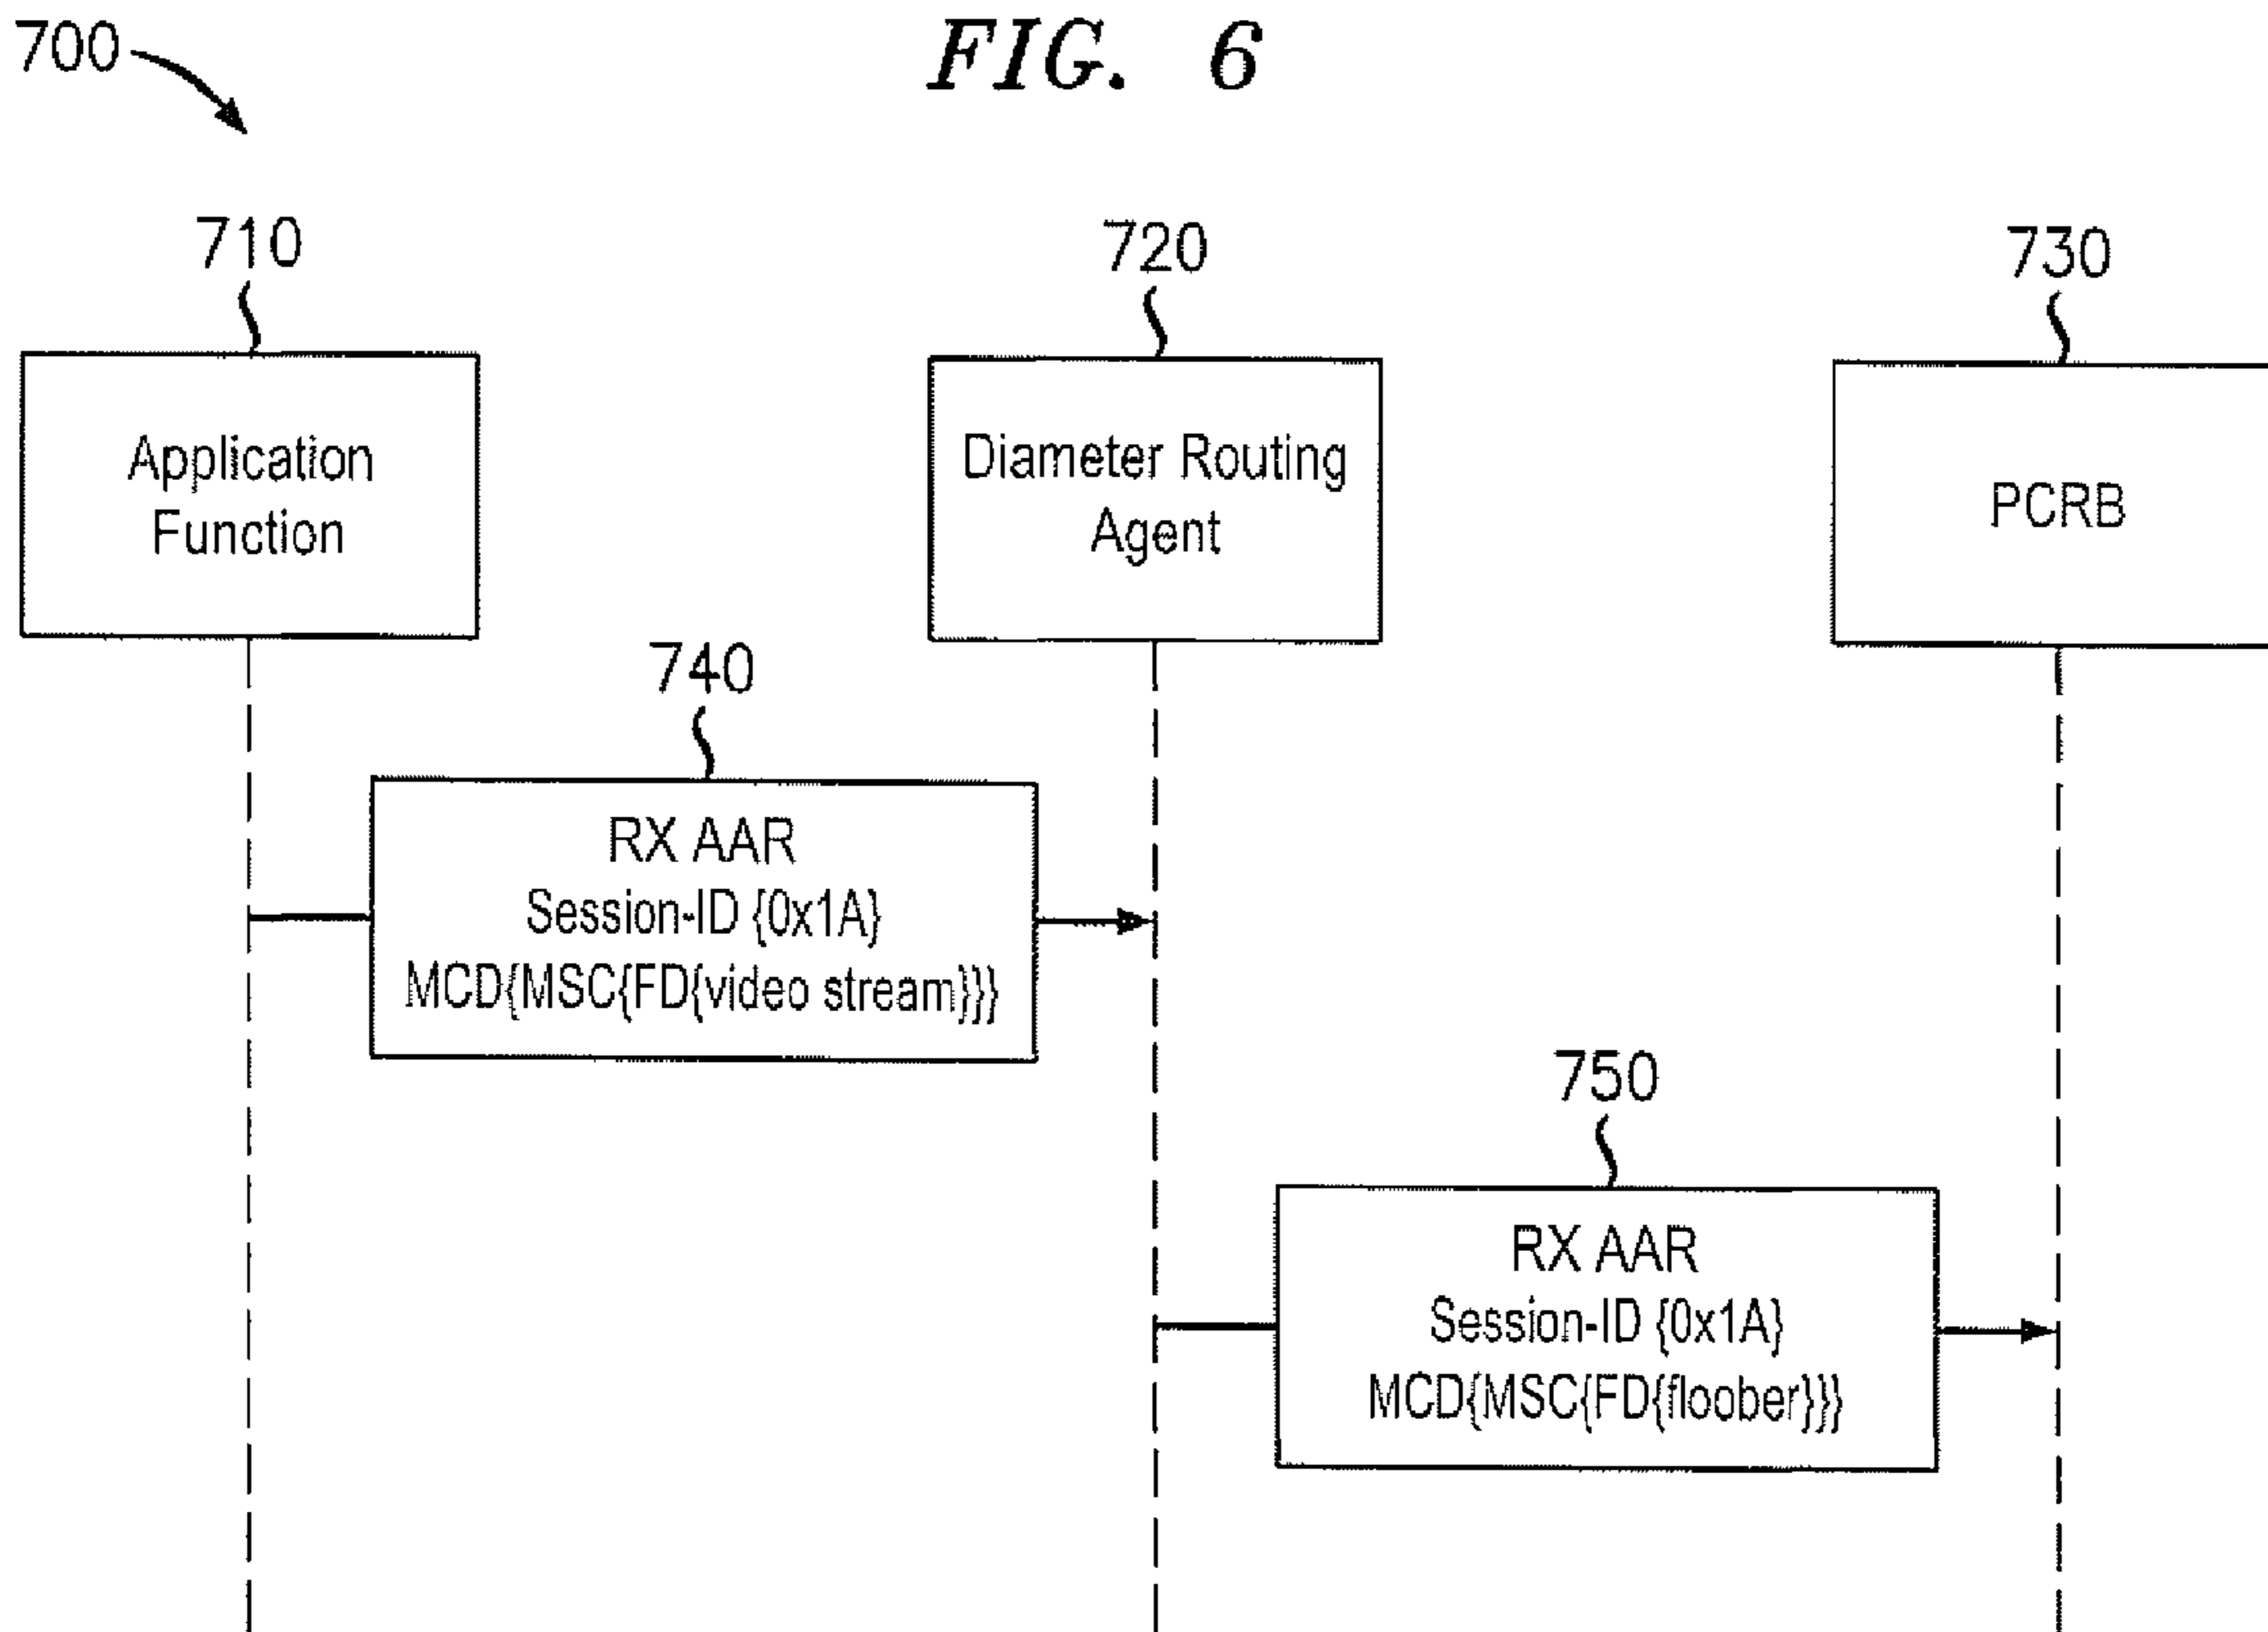 FIG. 6
700
710
720
730
Application
Function
Diameter Routing
Agent
PCRB
740
RX AAR
Session-ID {0x1A}
MCD{MSC{FD{video stream}}}
750
RX AAR
Session-ID {0x1A}
MCD{MSC{FD{floober}}}